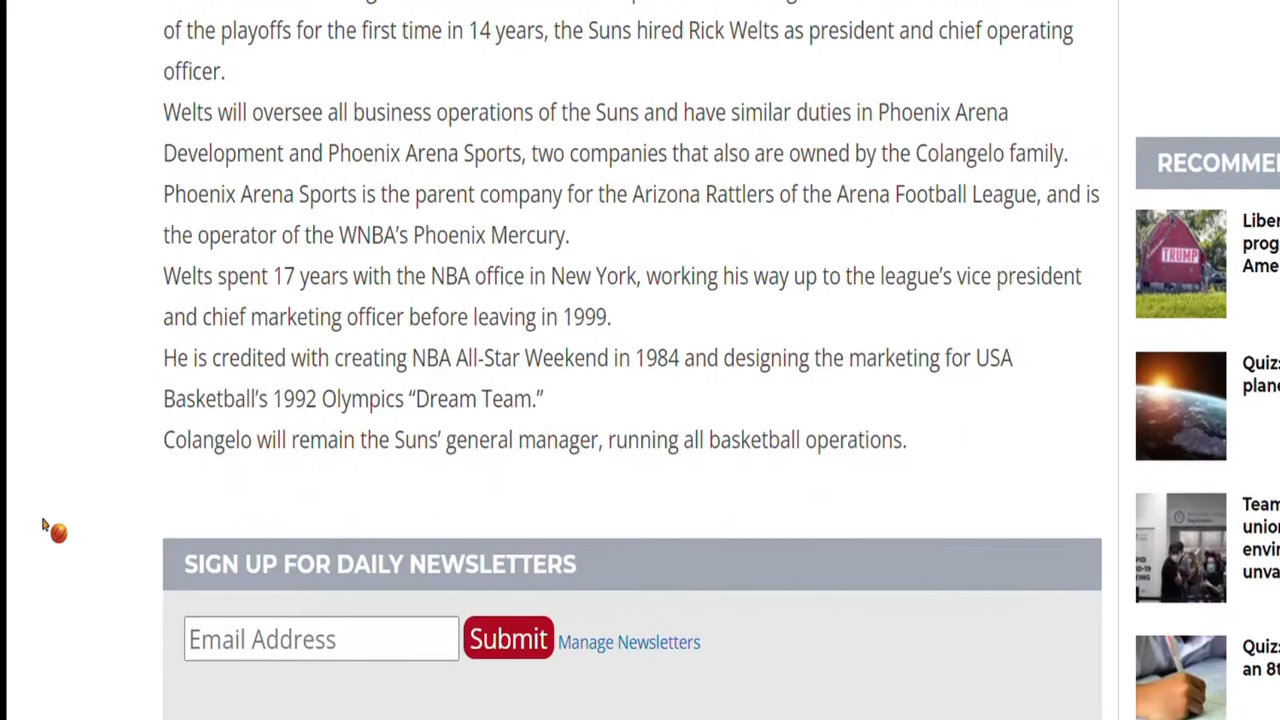 of the playoffs for the first time in 14 years, the Suns hired Rick Welts as president and chief operating
officer.
Welts will oversee all business operations of the Suns and have similar duties in Phoenix Arena
Development and Phoenix Arena Sports, two companies that also are owned by the Colangelo family.
Phoenix Arena Sports is the parent company for the Arizona Rattlers of the Arena Football League, and is
the operator of the WNBA’s Phoenix Mercury.
Welts spent 17 years with the NBA office in New York, working his way up to the league’s vice president
and chief marketing officer before leaving in 1999.
He is credited with creating NBA All-Star Weekend in 1984 and designing the marketing for USA
Basketball’s 1992 Olympics “Dream Team.”
Colangelo will remain the Suns’ general manager, running all basketball operations.
SIGN UP FOR DAILY NEWSLETTERS
Email Address
Submit
Manage Newsletters
RECOMME
TRUMP
Liber
prog
Ame
Quiz:
plane
Team
union
envir
unva
Quiz:
an 8t